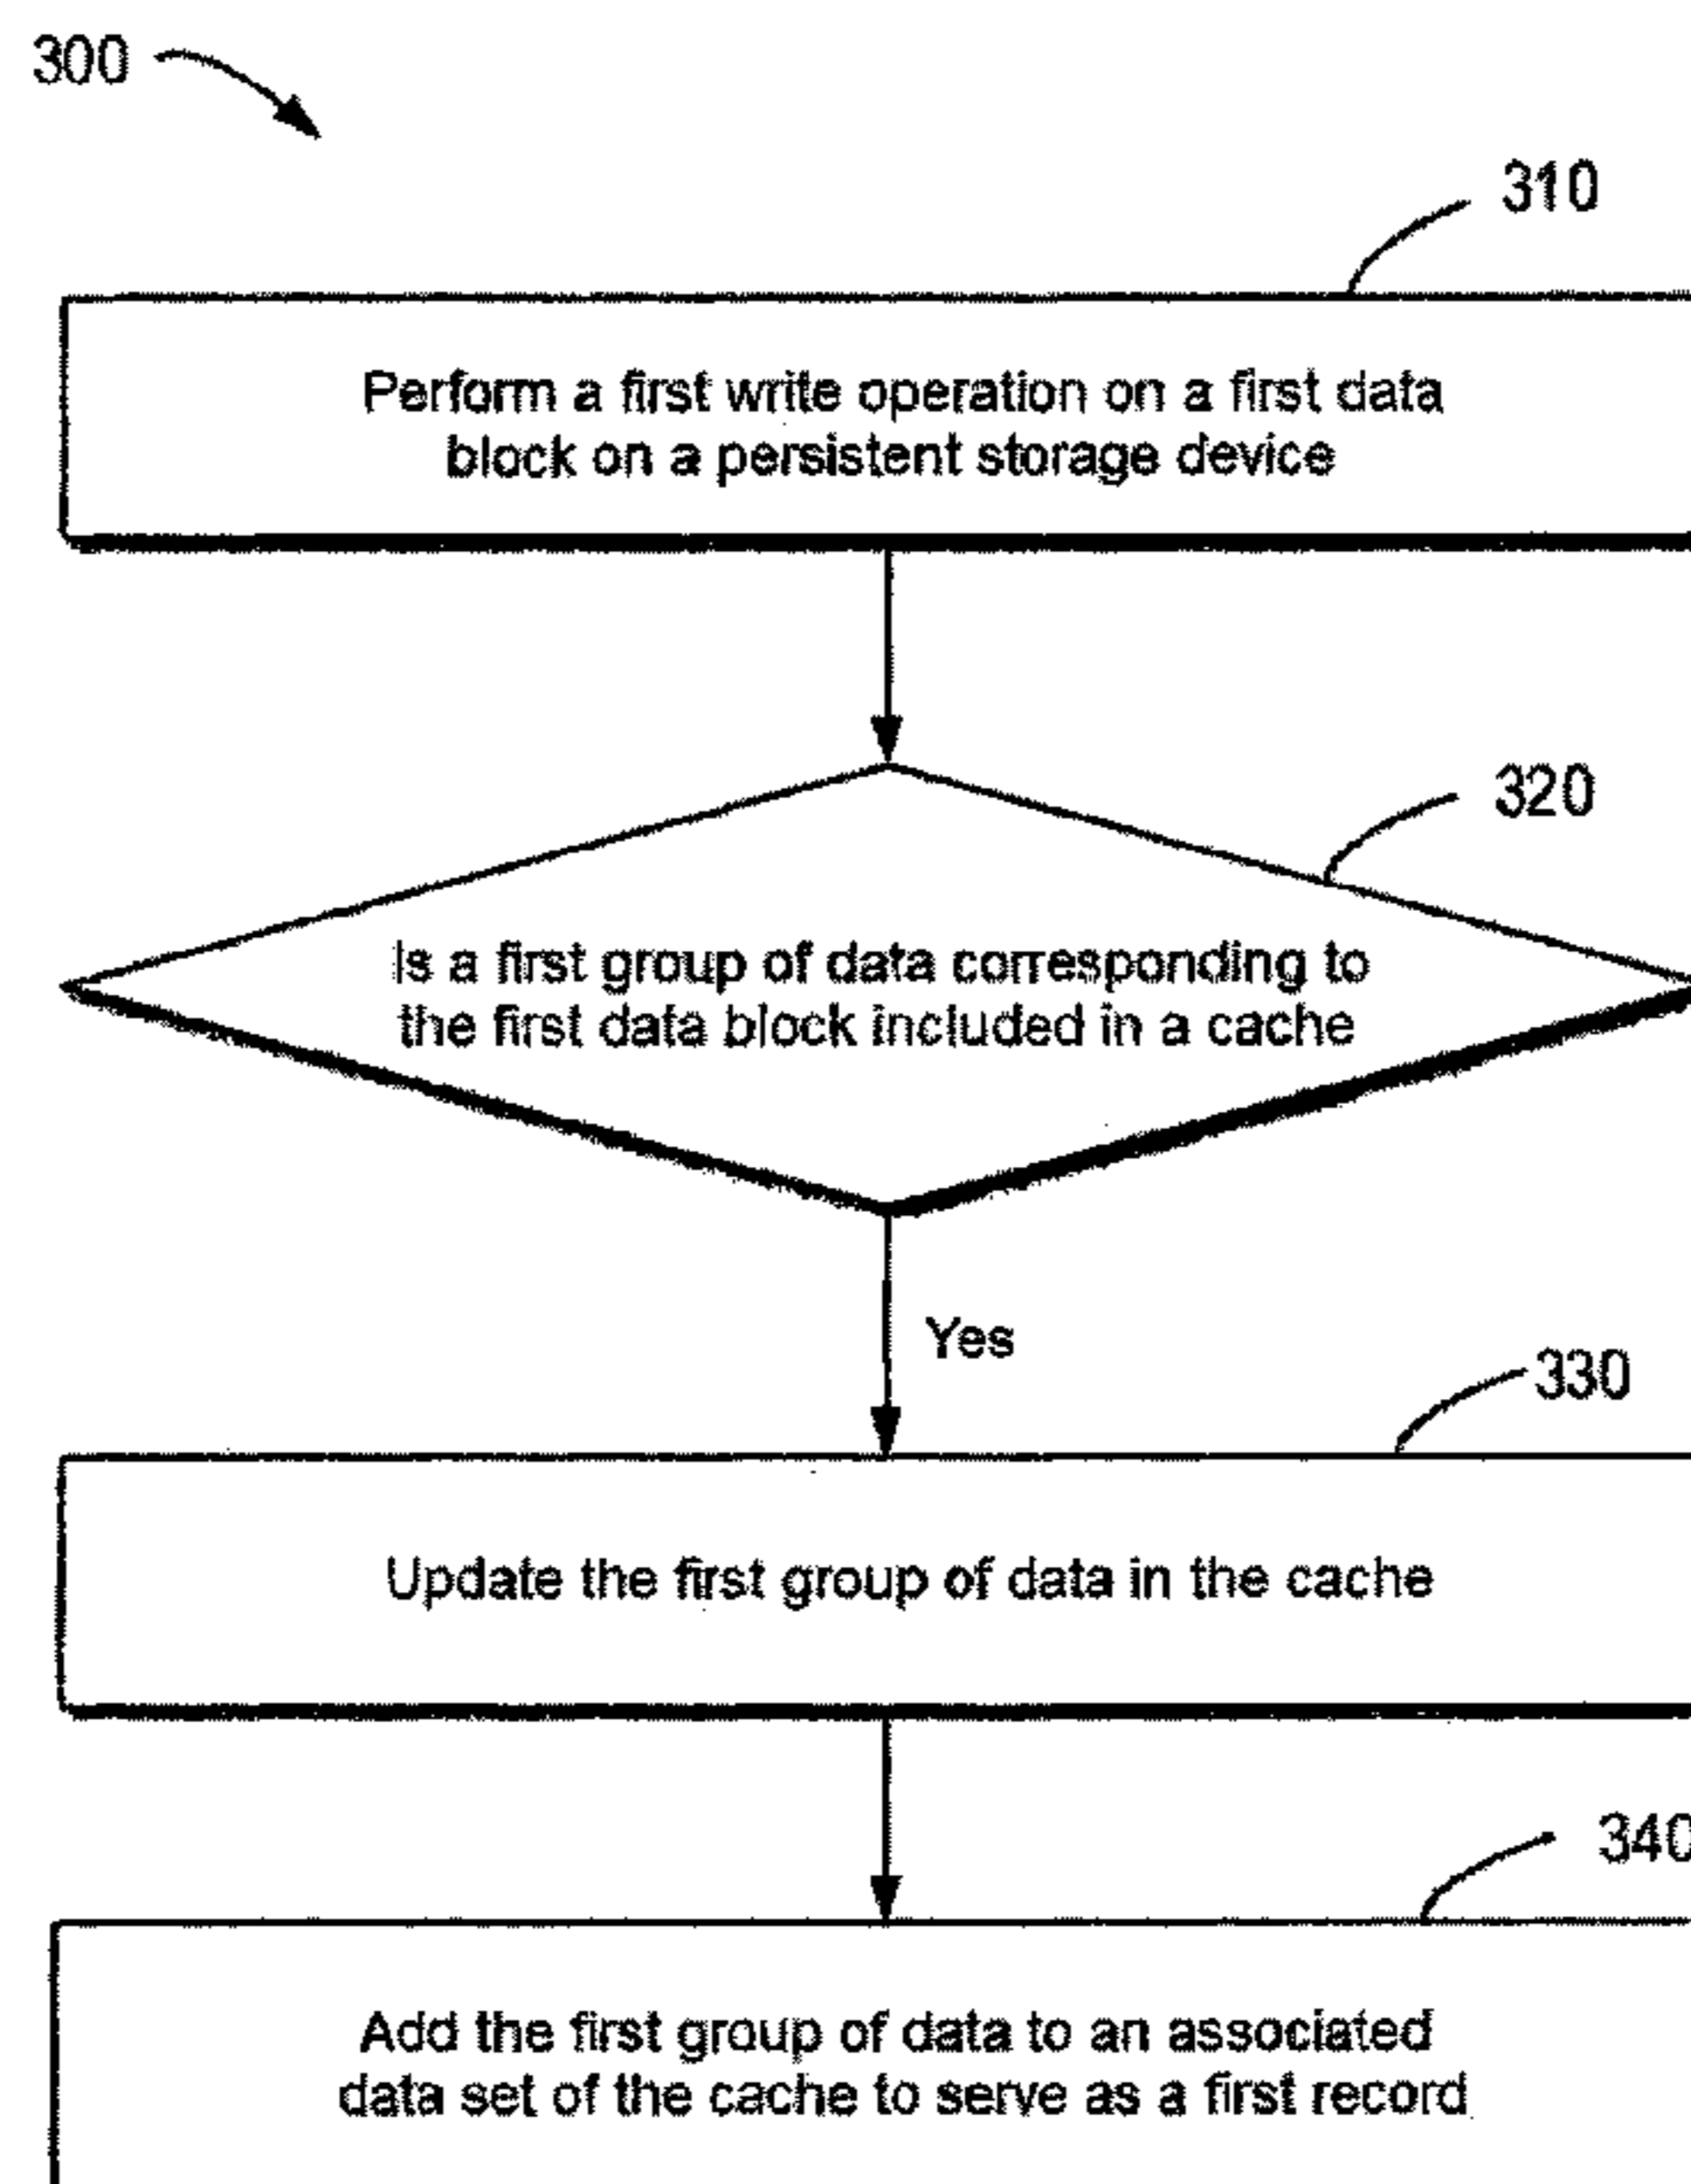 300
310
Perform a first write operation on a first data
block on a persistent storage device
320
Is a first group of data corresponding to
the first data block included in a cache
Yes
330
Update the first group of data in the cache
340
Add the first group of data to an associated
data set of the cache to serve as a first record